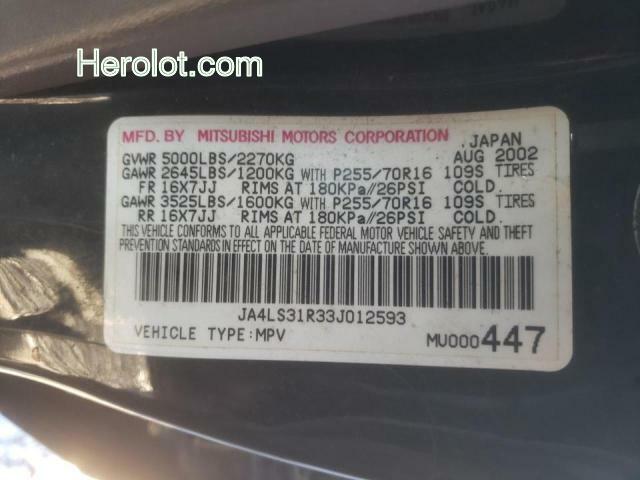 Herolot.com
MFD. BY MITSUBISHI MOTORS CORPORATION , JAPAN
GVWR 5000LBS/2270KG AUG 2002
GAWR 2645LBS/1200KG WITH P255/70R16 109S TIRES
FR 16X7JJ RIMS AT 180KPa//26PSI COLD.
GAWR 3525LBS/1600KG WITH P255/70R16 109S TIRES
RR 16X7JJ RIMS AT 180KPa//26PSI COLD.
THIS VEHICLE CONFORMS TO ALL APPLICABLE FEDERAL MOTOR VEHICLE SAFETY AND THEFT
PREVENTION STANDARDS IN EFFECT ON THE DATE OF MANUFACTURE SHOWN ABOVE.
JA4LS31R33J012593
VEHICLE TYPE:MPV MU000447